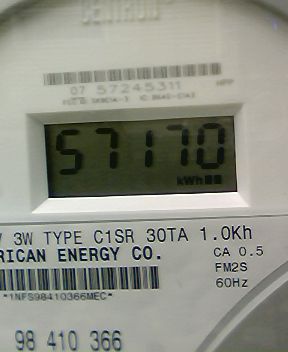 CENTRON
07 57245311
57170
kWh
3W TYPE C1SR 30TA 1.0Kh
RICAN ENERGY CO.
CA 0.5
FM2S
60Hz
*1NFS98410366MEC*
98 410 366